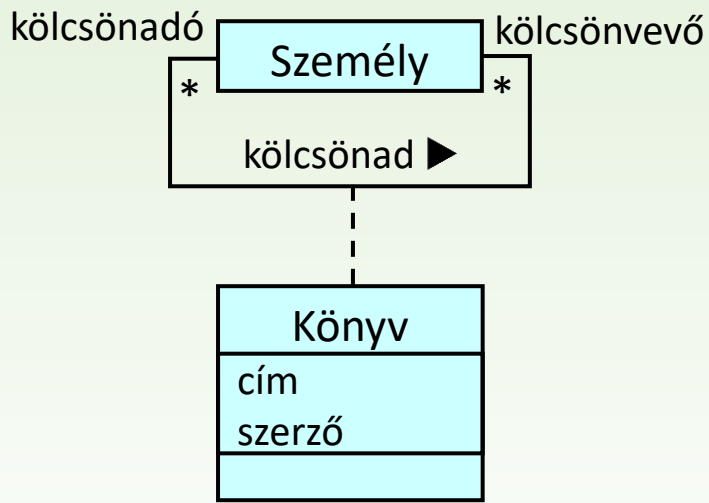 kölcsönadó
kölcsönvevő
Személy
*
*
kölcsönad ▶
Könyv
cím
szerző